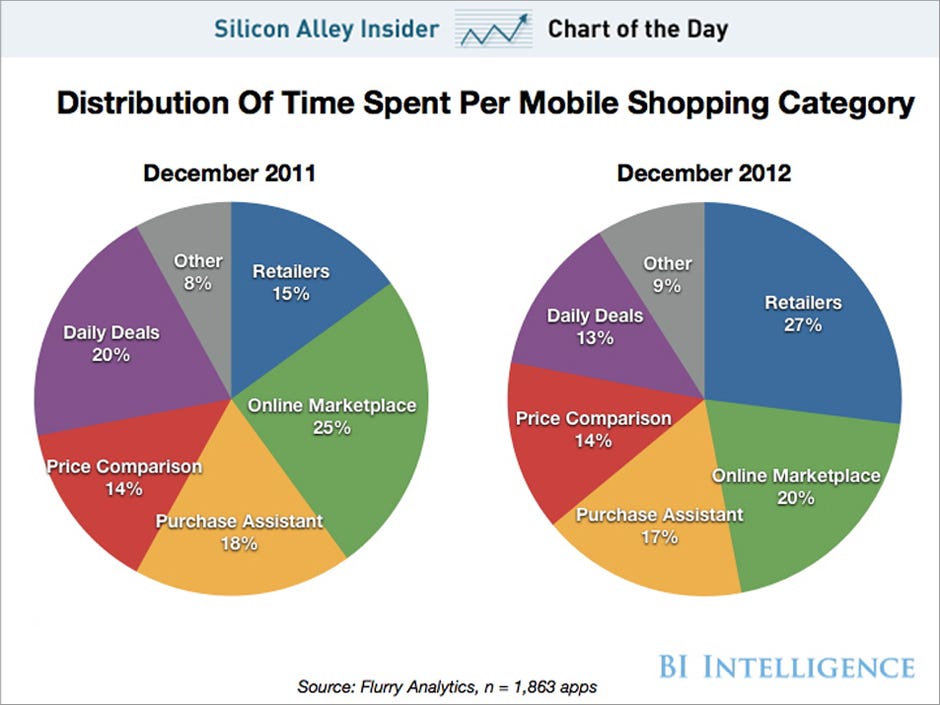 Silicon Alley Insider Chart of the Day
Distribution Of Time Spent Per Mobile Shopping Category
December 2011
Other
8%
Retailers
15%
Daily Deals
20%
Online Marketplace
25%
Price Comparison
14%
Purchase Assistant
18%
December 2012
Other
9%
Retailers
27%
Daily Deals
13%
Price Comparison
14%
Online Marketplace
20%
Purchase Assistant
17%
BI INTELLIGENCE
Source: Flurry Analytics, n = 1,863 apps